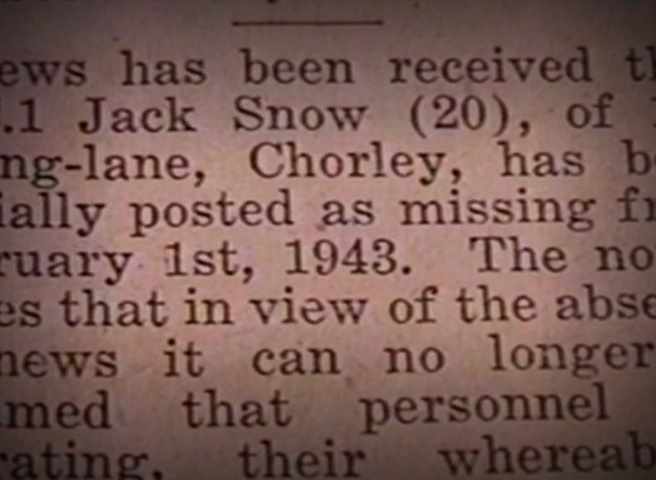 ews has been received th
.1 Jack Snow (20), of
ng-lane, Chorley, has b
ially posted as missing fr
ruary 1st, 1943. The no
es that in view of the abse
news it can no longer
med that personnel
rating, their whereab